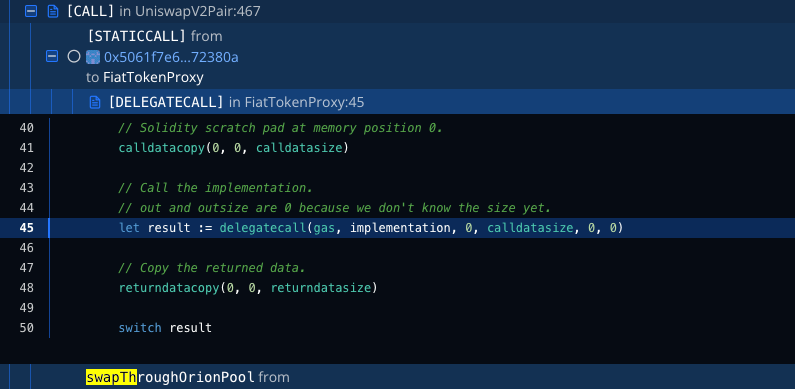 [CALL] in UniswapV2Pair:467
[STATICCALL] from
0x5061f7e6...72380a
to FiatTokenProxy
[DELEGATECALL] in FiatTokenProxy:45
40 // Solidity scratch pad at memory position 0.
41 calldatacopy(0, 0, calldatasize)
42
43 // Call the implementation.
44 // out and outsize are 0 because we don't know the size yet.
45 let result := delegatecall(gas, implementation, 0, calldatasize, 0, 0)
46
47 // Copy the returned data.
48 returndatacopy(0, 0, returndatasize)
49
50 switch result
swapThroughOrionPool from